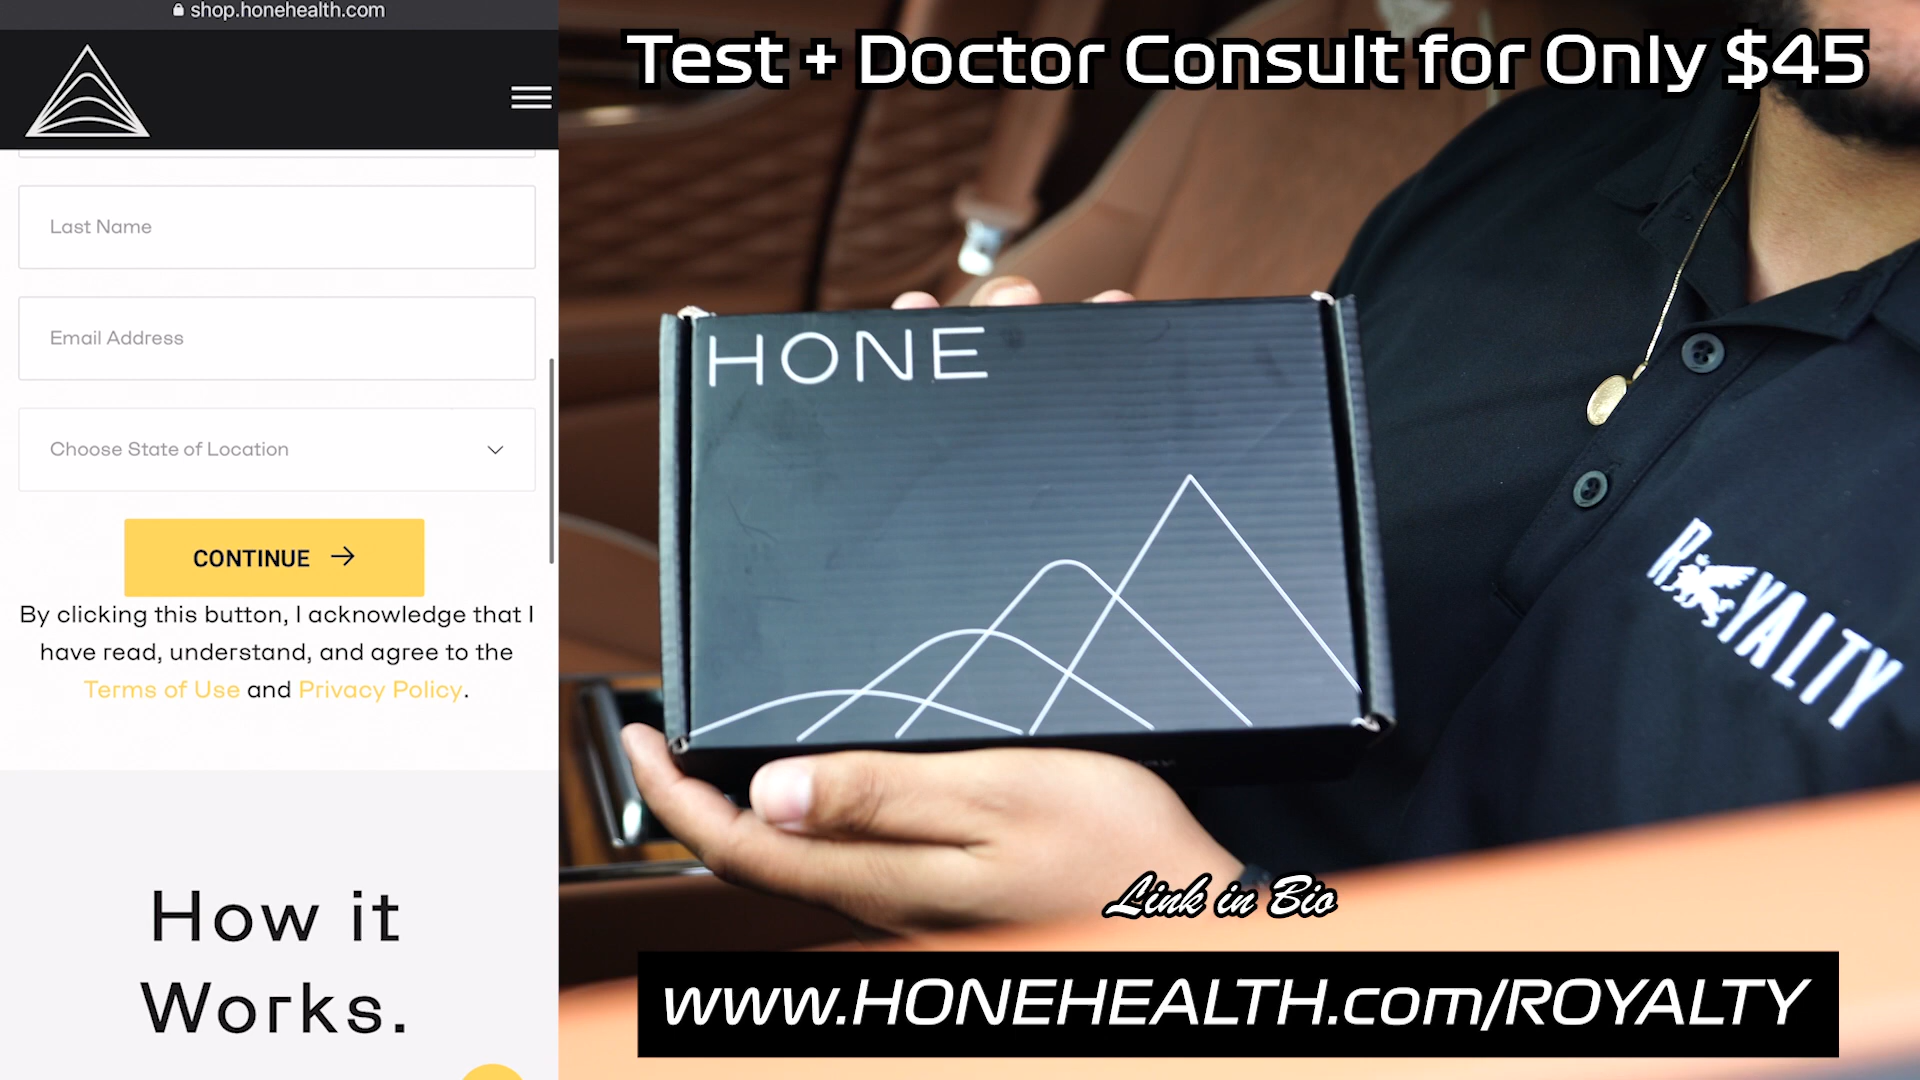 shop.honehealth.com
Last Name
Email Address
Choose State of Location
CONTINUE →
By clicking this button, I acknowledge that I
have read, understand, and agree to the
Terms of Use and Privacy Policy.
How it
Works.
Test + Doctor Consult for Only $45
HONE
ROYALTY
Link in Bio
www.HONEHEALTH.com/ROYALTY